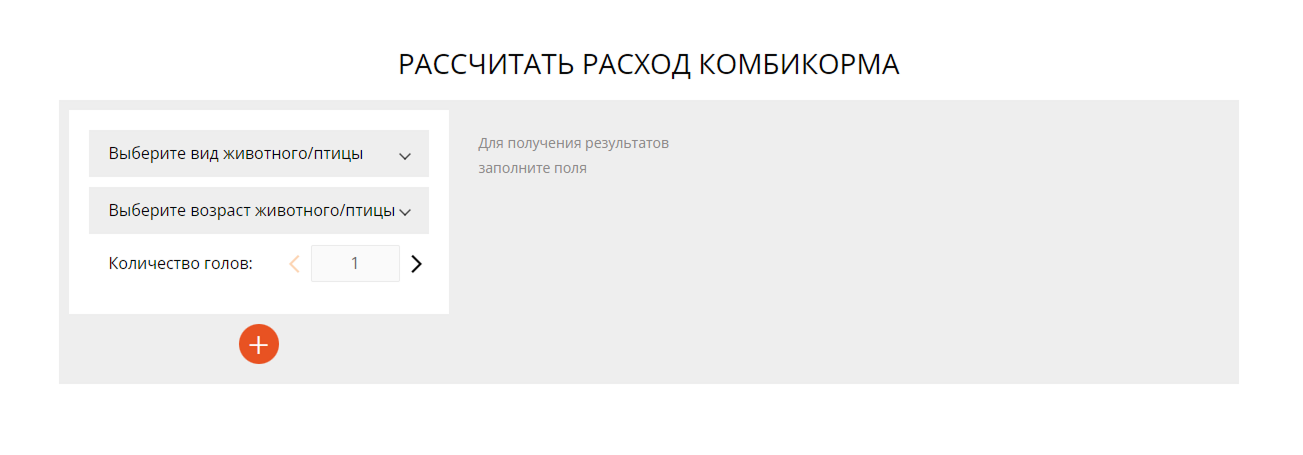 РАССЧИТАТЬ РАСХОД КОМБИКОРМА
Выберите вид животного/птицы
Выберите возраст животного/птицы
Количество голов: 1
Для получения результатов
заполните поля